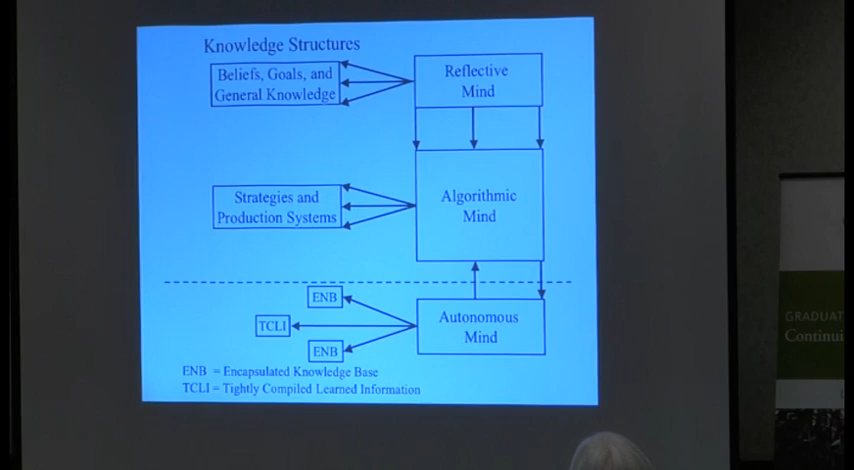 Knowledge Structures
Beliefs, Goals, and
General Knowledge
Reflective
Mind
Strategies and
Production Systems
Algorithmic
Mind
ENB
TCLI
ENB
Autonomous
Mind
ENB = Encapsulated Knowledge Base
TCLI = Tightly Compiled Learned Information
GRADUAT
Continui